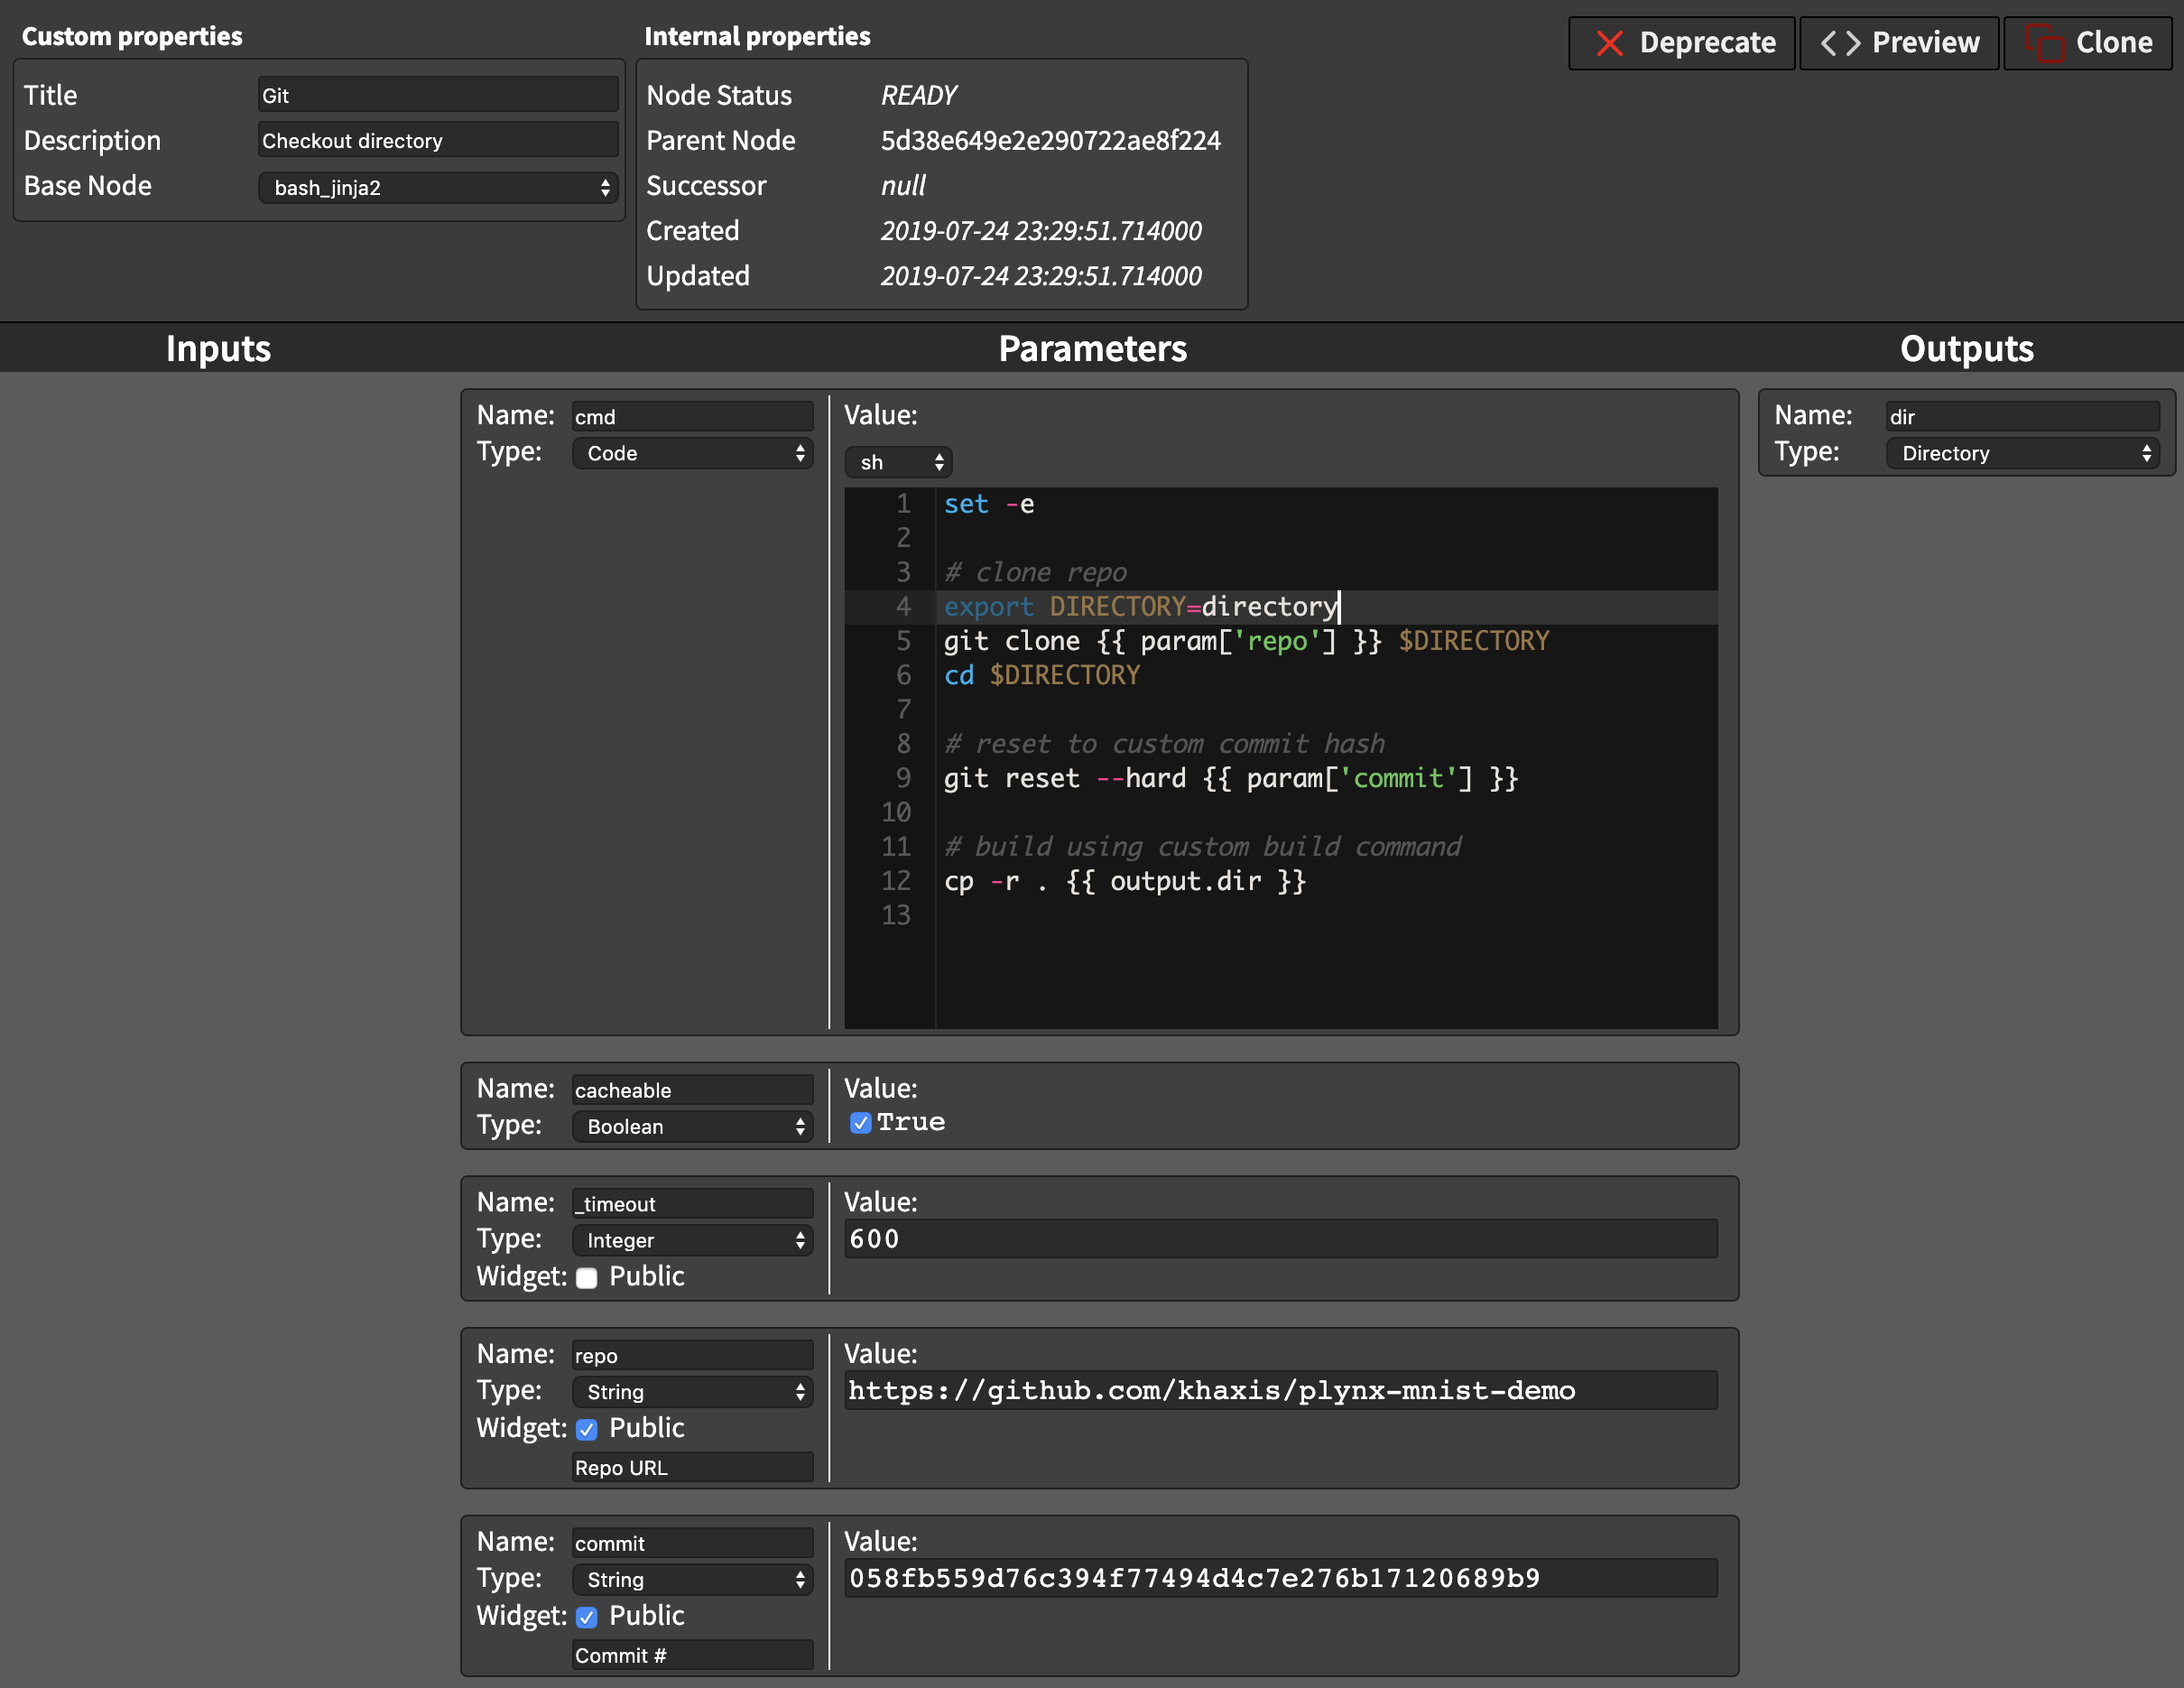 Custom properties
Title
Git
Description
Checkout directory
Base Node
bash_jinja2
Internal properties
Node Status
READY
Parent Node
5d38e649e2e290722ae8f224
Successor
null
Created
2019-07-24 23:29:51.714000
Updated
2019-07-24 23:29:51.714000
Deprecate
Preview
Clone
Inputs
Parameters
Outputs
Name: cmd
Type: Code
Value:
sh
1 set -e
2
3 # clone repo
4 export DIRECTORY=directory
5 git clone {{ param['repo'] }} $DIRECTORY
6 cd $DIRECTORY
7
8 # reset to custom commit hash
9 git reset --hard {{ param['commit'] }}
10
11 # build using custom build command
12 cp -r . {{ output.dir }}
13
Name: dir
Type: Directory
Name: cacheable
Type: Boolean
Value:
True
Name: _timeout
Type: Integer
Widget: Public
Value:
600
Name: repo
Type: String
Widget: Public
Repo URL
Value:
https://github.com/khaxis/plynx-mnist-demo
Name: commit
Type: String
Widget: Public
Commit #
Value:
058fb559d76c394f77494d4c7e276b17120689b9